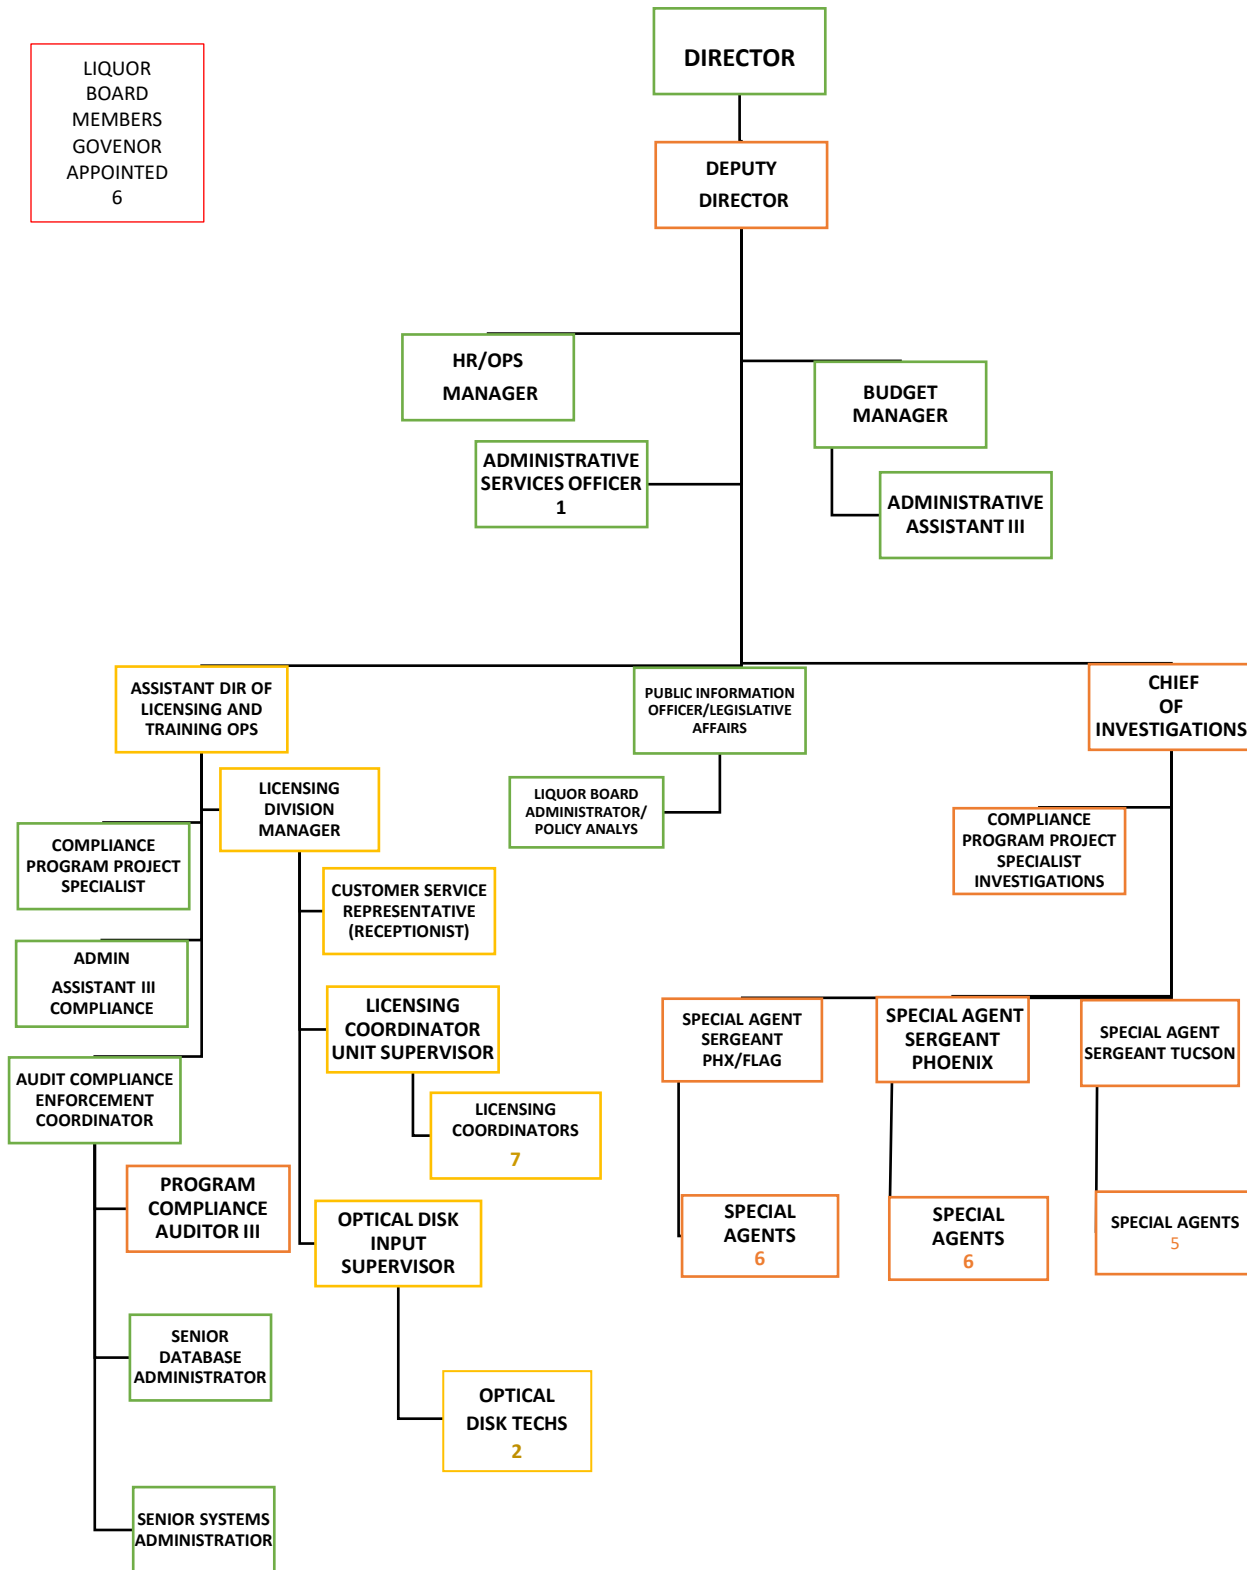 LIQUOR
BOARD
MEMBERS
GOVENOR
APPOINTED
6
DIRECTOR
DEPUTY
DIRECTOR
HR/OPS
MANAGER
BUDGET
MANAGER
ADMINISTRATIVE
SERVICES OFFICER
1
ADMINISTRATIVE
ASSISTANT III
ASSISTANT DIR OF
LICENSING AND
TRAINING OPS
PUBLIC INFORMATION
OFFICER/LEGISLATIVE
AFFAIRS
CHIEF
OF
INVESTIGATIONS
LICENSING
DIVISION
MANAGER
LIQUOR BOARD
ADMINISTRATOR/
POLICY ANALYS
COMPLIANCE
PROGRAM PROJECT
SPECIALIST
INVESTIGATIONS
COMPLIANCE
PROGRAM PROJECT
SPECIALIST
CUSTOMER SERVICE
REPRESENTATIVE
(RECEPTIONIST)
ADMIN
ASSISTANT III
COMPLIANCE
LICENSING
COORDINATOR
UNIT SUPERVISOR
SPECIAL AGENT
SERGEANT
PHX/FLAG
SPECIAL AGENT
SERGEANT
PHOENIX
SPECIAL AGENT
SERGEANT TUCSON
AUDIT COMPLIANCE
ENFORCEMENT
COORDINATOR
LICENSING
COORDINATORS
7
PROGRAM
COMPLIANCE
AUDITOR III
OPTICAL DISK
INPUT
SUPERVISOR
SPECIAL
AGENTS
6
SPECIAL
AGENTS
6
SPECIAL AGENTS
5
SENIOR
DATABASE
ADMINISTRATOR
OPTICAL
DISK TECHS
2
SENIOR SYSTEMS
ADMINISTRATIOR